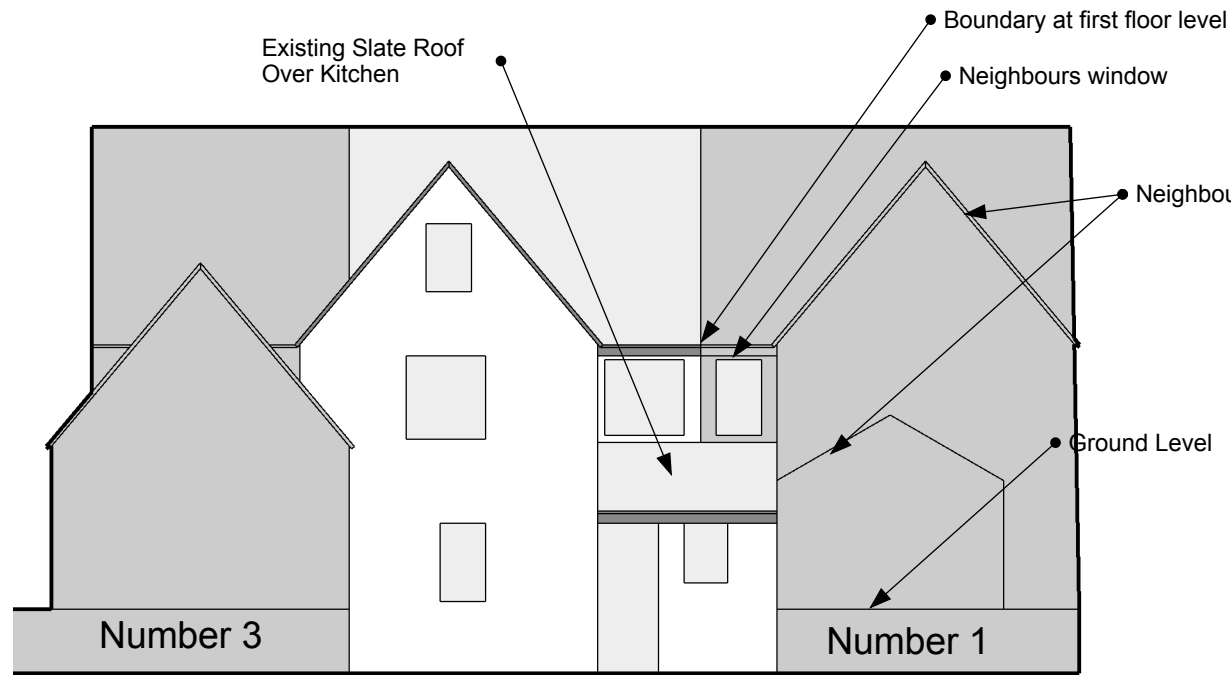 Boundary at first floor level
Existing Slate Roof
Over Kitchen
Neighbours window
Ground Level
Number 3
Number 1